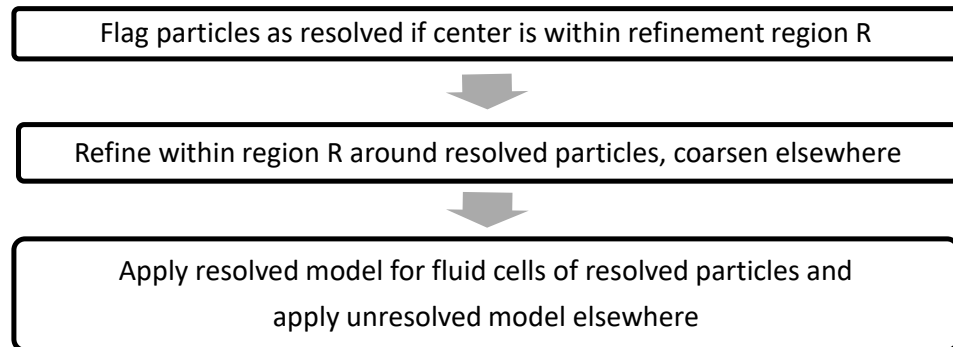 Flag particles as resolved if center is within refinement region R
Refine within region R around resolved particles, coarsen elsewhere
Apply resolved model for fluid cells of resolved particles and
apply unresolved model elsewhere